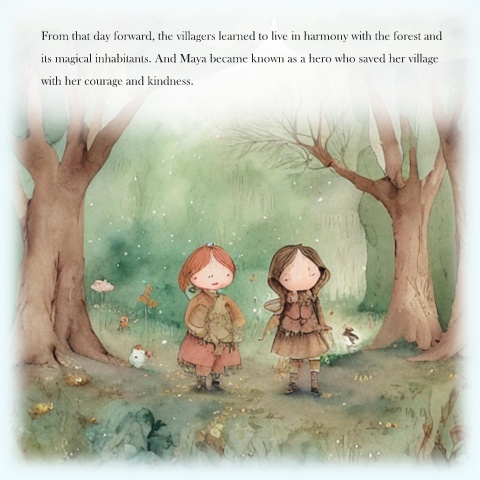 From that day forward, the villagers learned to live in harmony with the forest and
its magical inhabitants. And Maya became known as a hero who saved her village
with her courage and kindness.